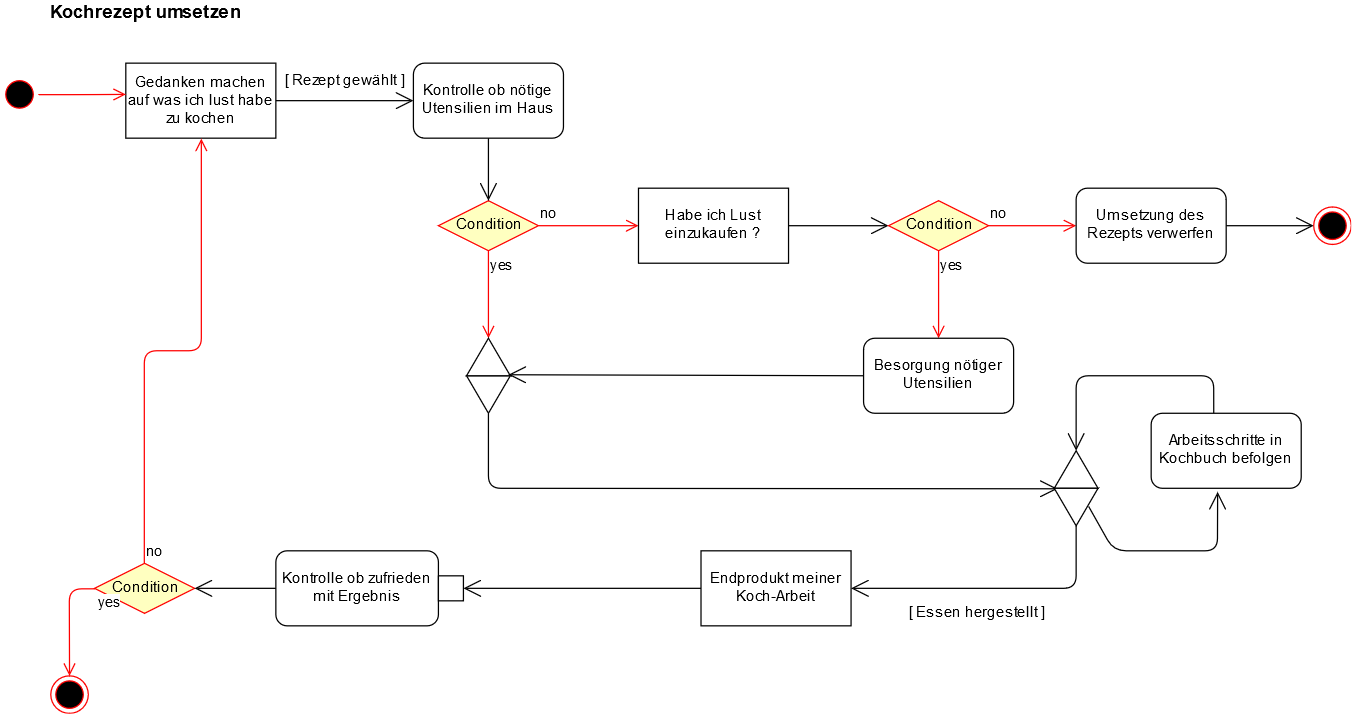 Kochrezept umsetzen
Gedanken machen
auf was ich lust habe
zu kochen
[ Rezept gewählt ]
Kontrolle ob nötige
Utensilien im Haus
Condition
no
yes
Habe ich Lust
einzukaufen ?
Condition
no
yes
Umsetzung des
Rezepts verwerfen
Besorgung nötiger
Utensilien
Arbeitsschritte in
Kochbuch befolgen
[ Essen hergestellt ]
Endprodukt meiner
Koch-Arbeit
Kontrolle ob zufrieden
mit Ergebnis
Condition
no
yes